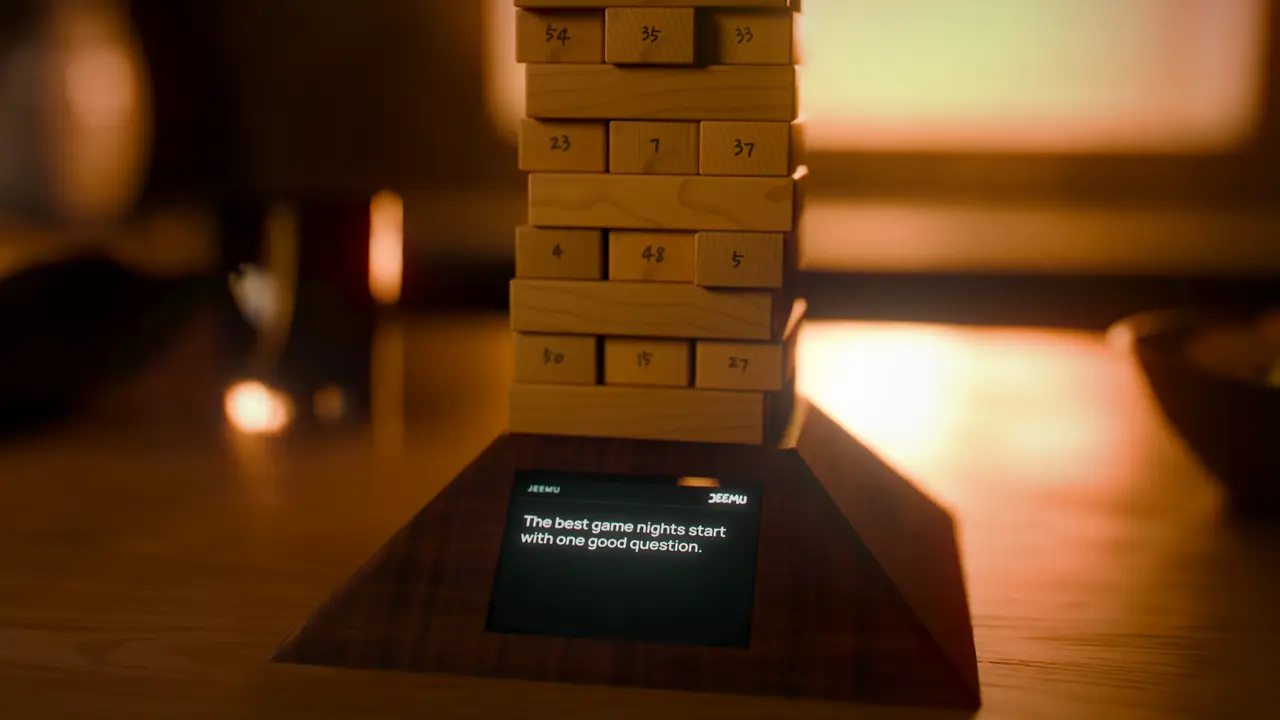 54 35 33
23 7 37
4 48 5
50 15 27
JEEMU JEEMU
The best game nights start
with one good question.